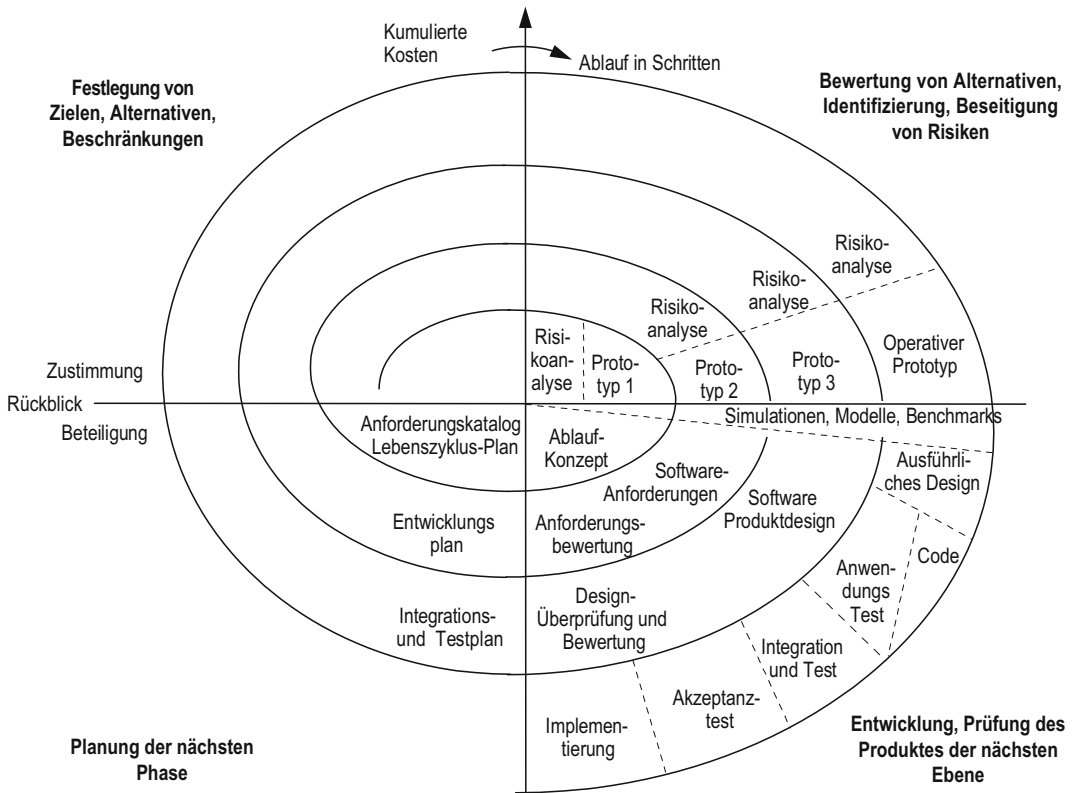 Kumulierte
Kosten
Ablauf in Schritten
Festlegung von
Zielen, Alternativen,
Beschränkungen
Bewertung von Alternativen,
Identifizierung, Beseitigung
von Risiken
Risiko-
analyse
Risiko-
analyse
Risiko-
analyse
Risi-
koan-
alyse
Proto-
typ 1
Proto-
typ 2
Proto-
typ 3
Operativer
Prototyp
Zustimmung
Rückblick
Beteiligung
Simulationen, Modelle, Benchmarks
Anforderungskatalog
Lebenszyklus-Plan
Ablauf-
Konzept
Software-
Anforderungen
Software
Produktdesign
Ausführli-
ches Design
Entwicklungs
plan
Anforderungs-
bewertung
Code
Anwen-
dungs
Test
Integrations-
und Testplan
Design-
Überprüfung und
Bewertung
Integration
und Test
Akzeptanz-
test
Implemen-
tierung
Planung der nächsten
Phase
Entwicklung, Prüfung des
Produktes der nächsten
Ebene